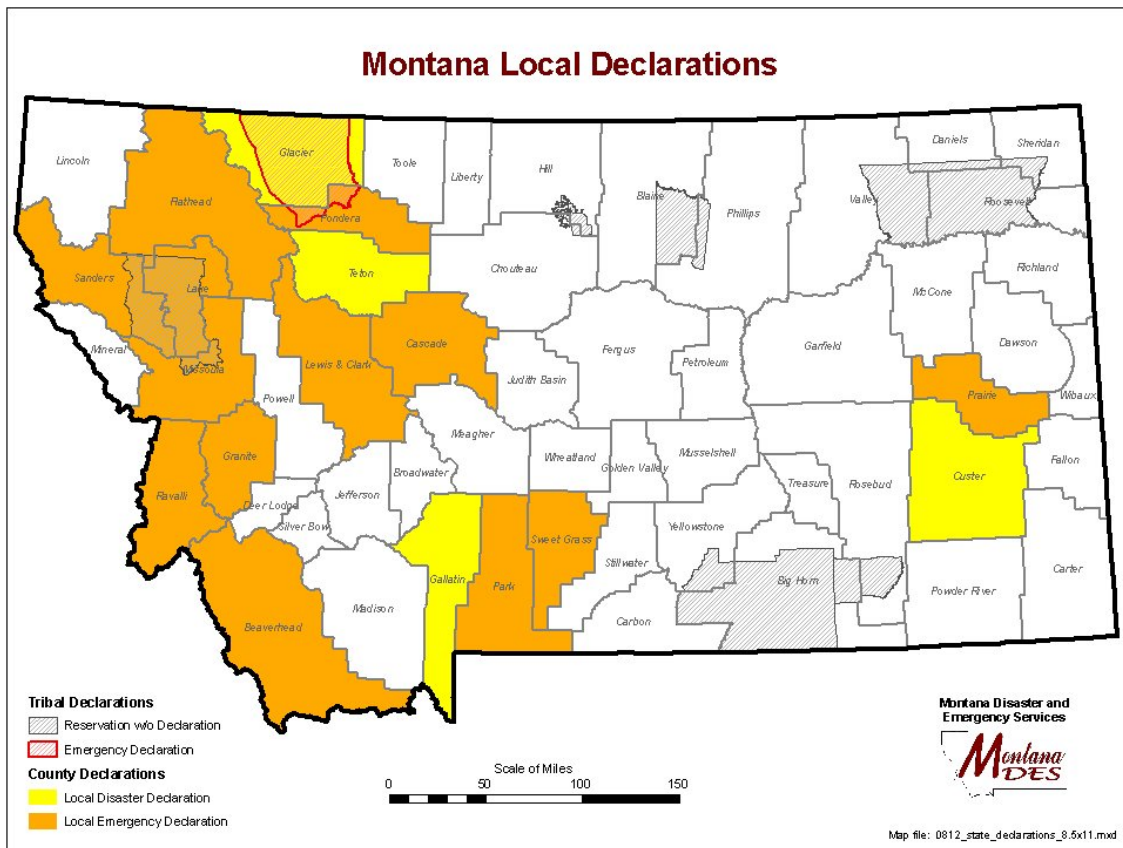 Montana Local Declarations
Lincoln
Flathead
Glacier
Toole
Liberty
Hill
Blaine
Phillips
Valley
Daniels
Sheridan
Roosevelt
Pondera
Teton
Chouteau
Sanders
Lake
Richland
McCone
Mineral
Missoula
Powell
Lewis & Clark
Cascade
Judith Basin
Fergus
Petroleum
Garfield
Dawson
Prairie
Wibaux
Granite
Ravalli
Meagher
Broadwater
Wheatland
Golden Valley
Musselshell
Treasure
Rosebud
Custer
Fallon
Deer Lodge
Silver Bow
Jefferson
Yellowstone
Sweet Grass
Stillwater
Gallatin
Park
Madison
Beaverhead
Carbon
Big Horn
Powder River
Carter
Tribal Declarations
Reservation w/o Declaration
Emergency Declaration
County Declarations
Local Disaster Declaration
Local Emergency Declaration
Scale of Miles
0 50 100 150
Montana Disaster and
Emergency Services
Montana
DES
Map file: 0812_state_declarations_8.5x11.mxd